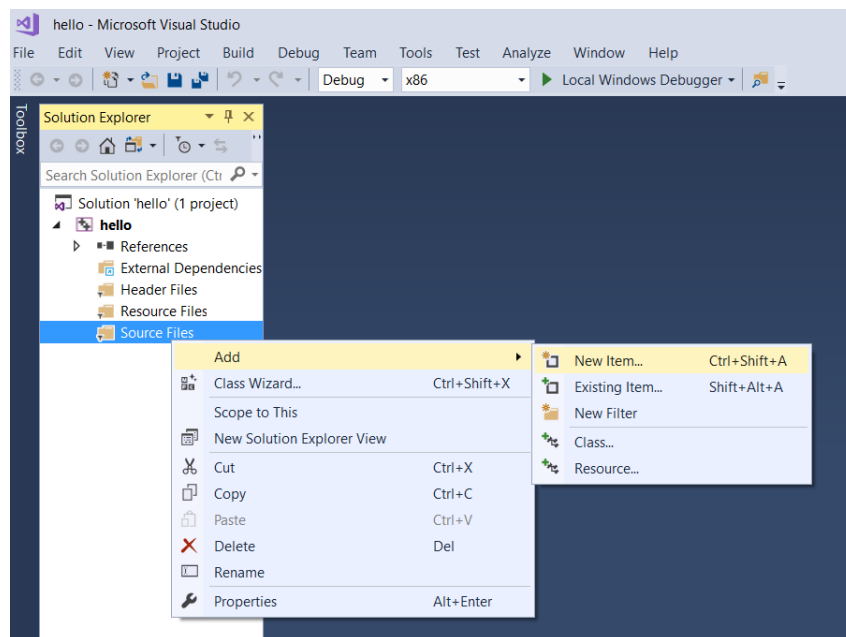 hello - Microsoft Visual Studio
File Edit View Project Build Debug Team Tools Test Analyze Window Help
Debug x86 Local Windows Debugger
Toolbox
Solution Explorer
Search Solution Explorer (Ct
Solution 'hello' (1 project)
hello
References
External Dependencies
Header Files
Resource Files
Source Files
Add
Class Wizard... Ctrl+Shift+X
Scope to This
New Solution Explorer View
Cut Ctrl+X
Copy Ctrl+C
Paste Ctrl+V
Delete Del
Rename
Properties Alt+Enter
New Item... Ctrl+Shift+A
Existing Item... Shift+Alt+A
New Filter
Class...
Resource...